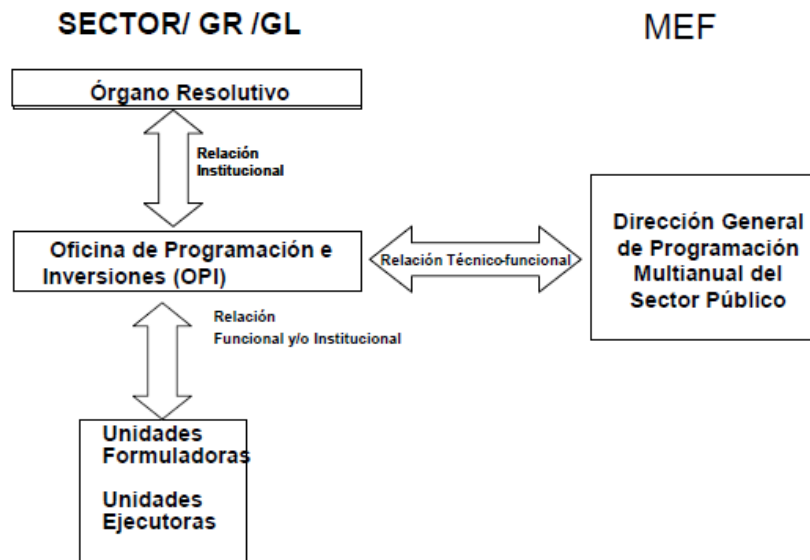 SECTOR/ GR /GL
MEF
Órgano Resolutivo
Relación
Institucional
Oficina de Programación e
Inversiones (OPI)
Relación Técnico-funcional
Dirección General
de Programación
Multianual del
Sector Público
Relación
Funcional y/o Institucional
Unidades
Formuladoras
Unidades
Ejecutoras